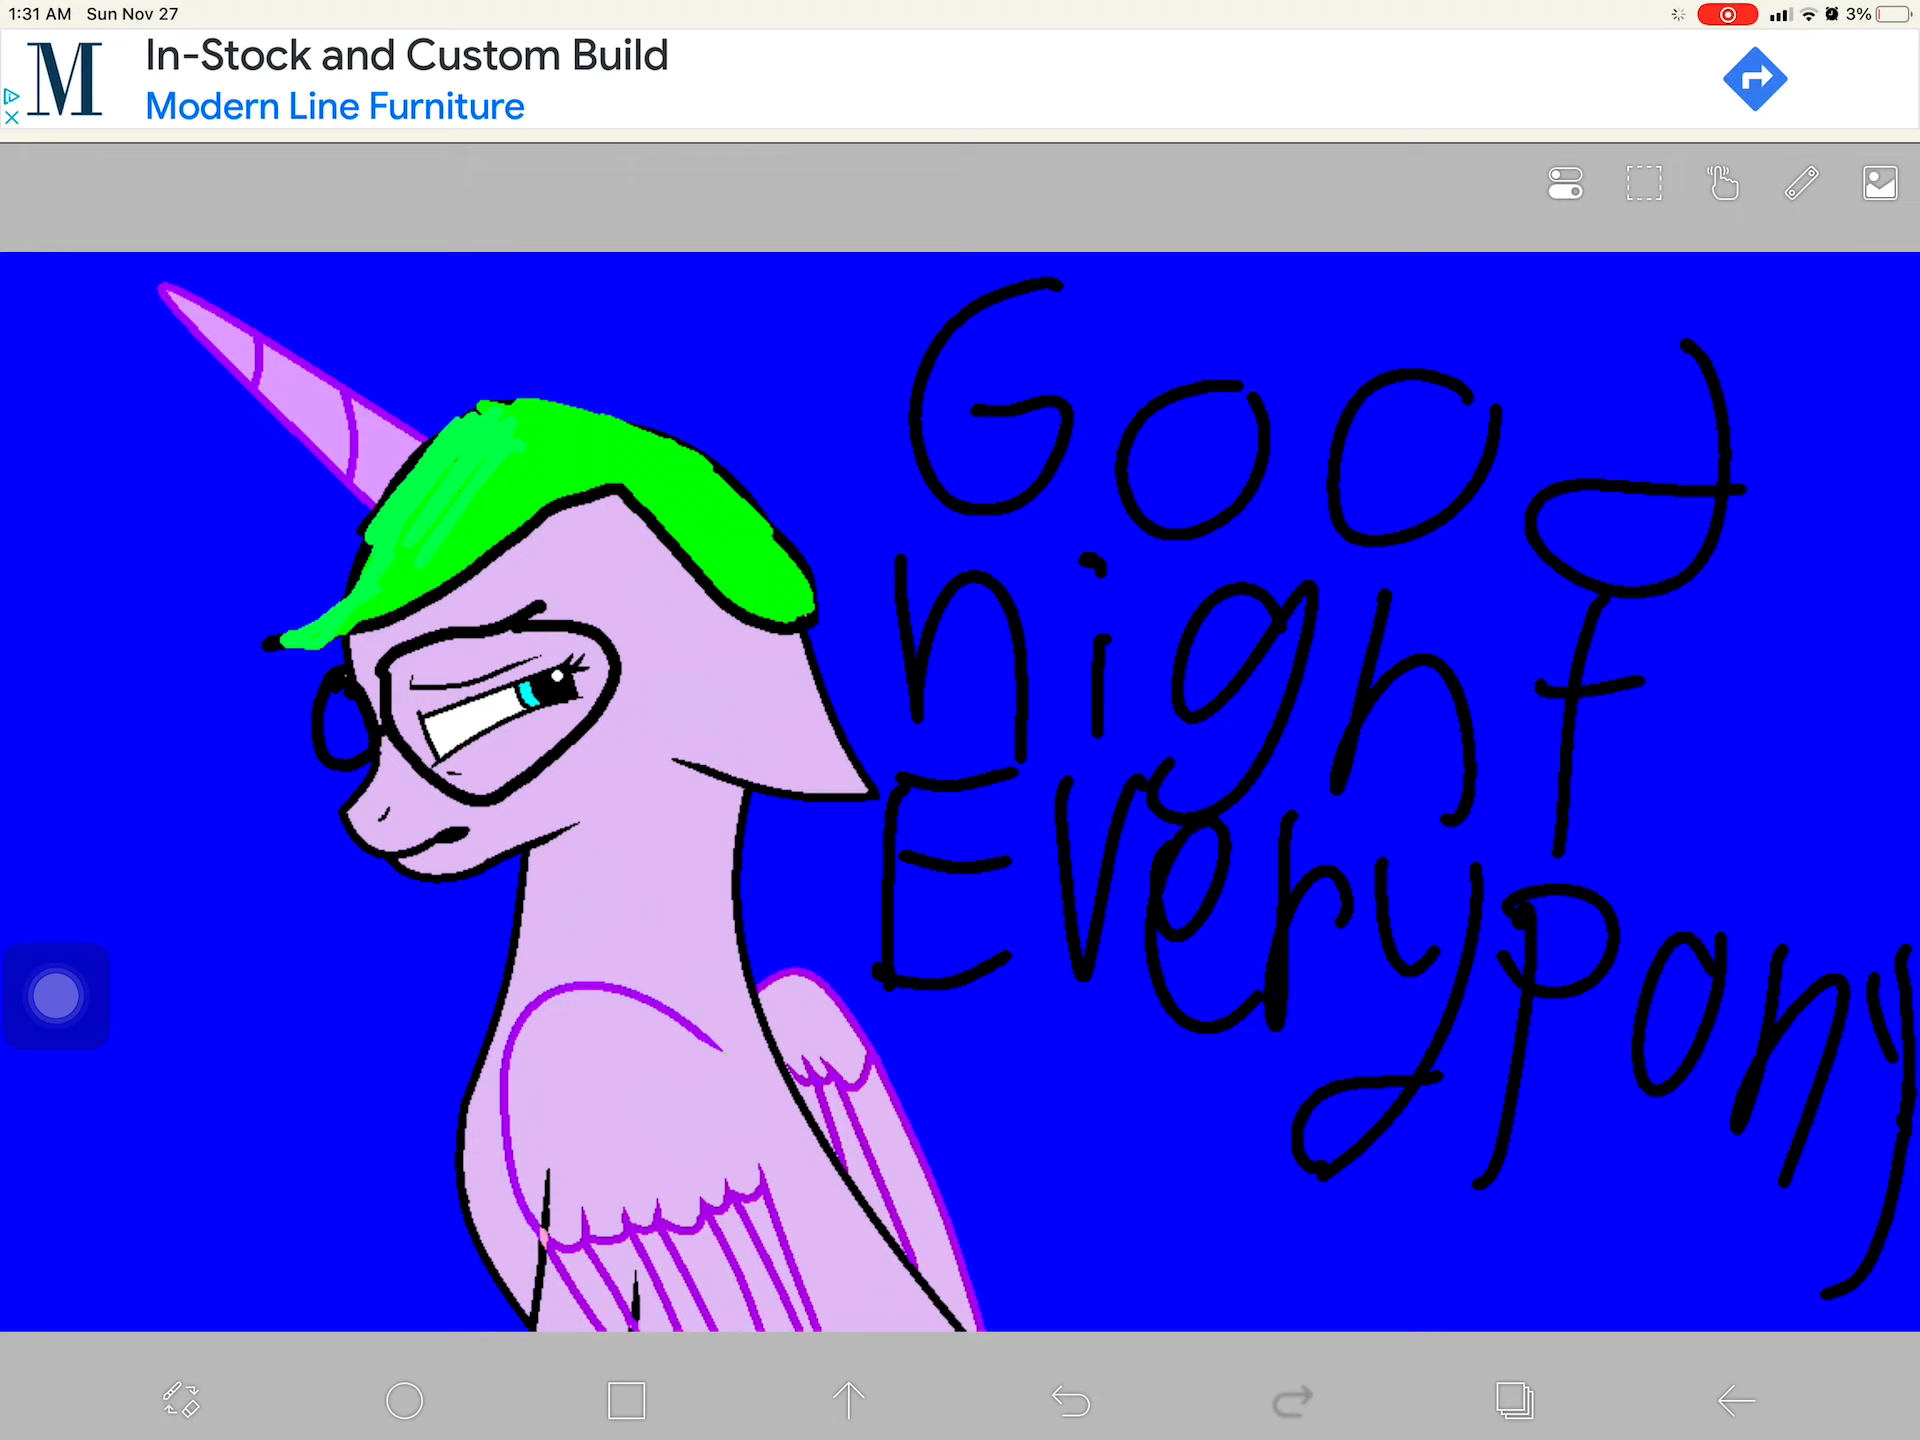 1:31 AM Sun Nov 27 3%
M
In-Stock and Custom Build
Modern Line Furniture
Good
night
Everypony